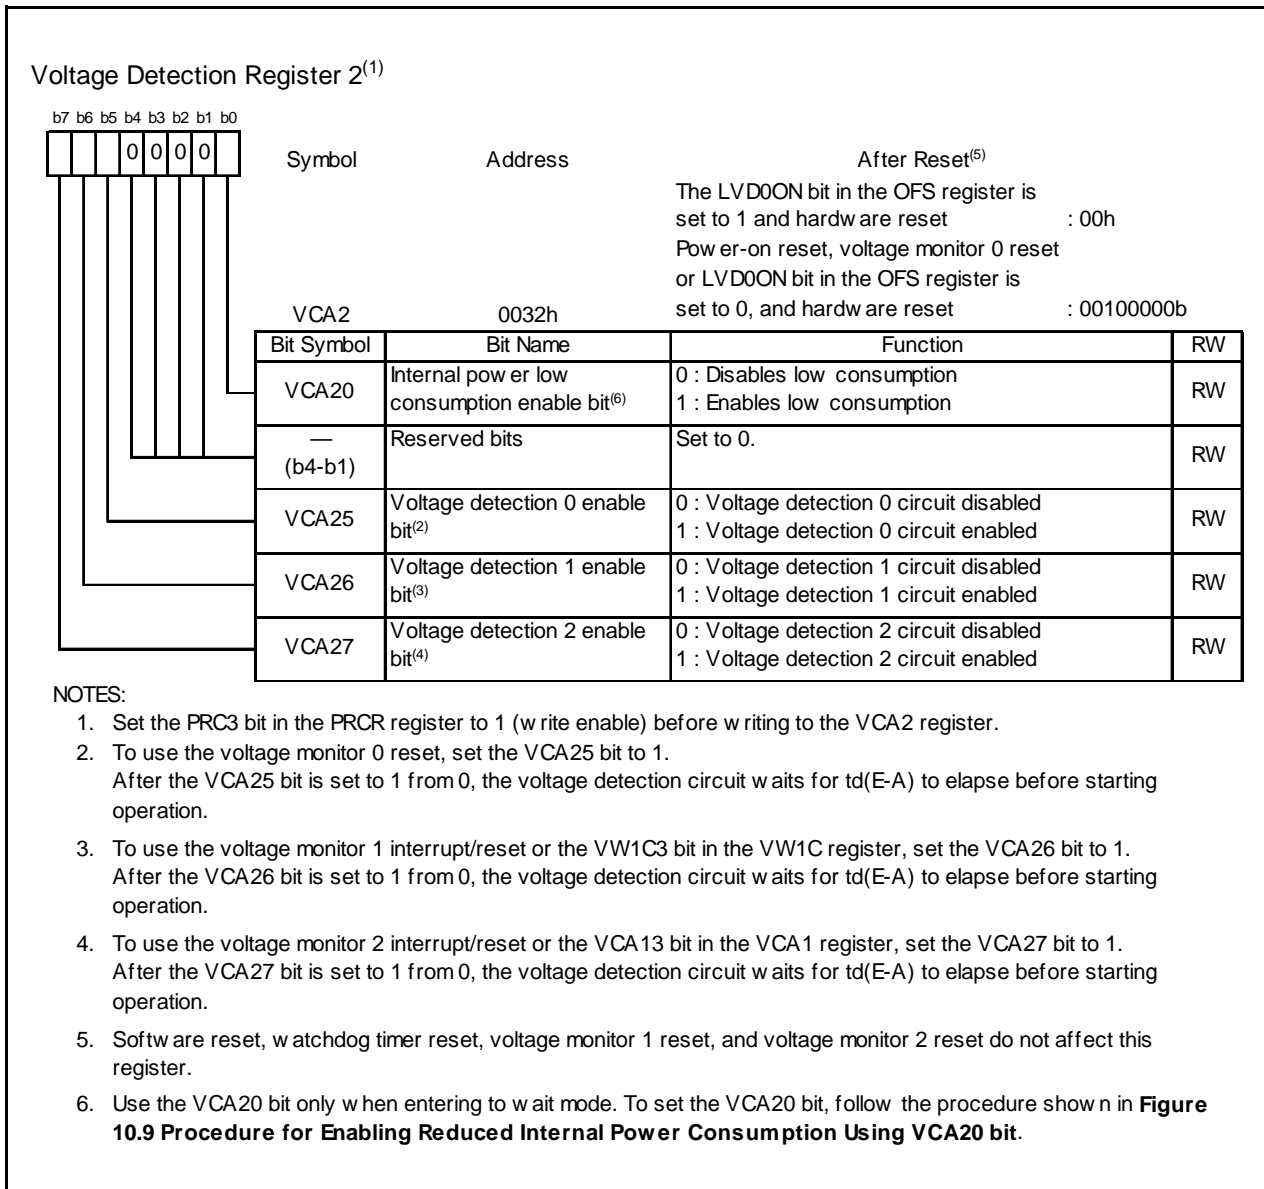 Voltage Detection Register 2(1)
b7 b6 b5 b4 b3 b2 b1 b0
0 0 0 0
Symbol Address After Reset(5)
The LVD0ON bit in the OFS register is
set to 1 and hardware reset : 00h
Power-on reset, voltage monitor 0 reset
or LVD0ON bit in the OFS register is
VCA2 0032h set to 0, and hardware reset : 00100000b
Bit Symbol Bit Name Function RW
VCA20 Internal power low 0 : Disables low consumption RW
consumption enable bit(6) 1 : Enables low consumption
— Reserved bits Set to 0. RW
(b4-b1)
VCA25 Voltage detection 0 enable 0 : Voltage detection 0 circuit disabled RW
bit(2) 1 : Voltage detection 0 circuit enabled
VCA26 Voltage detection 1 enable 0 : Voltage detection 1 circuit disabled RW
bit(3) 1 : Voltage detection 1 circuit enabled
VCA27 Voltage detection 2 enable 0 : Voltage detection 2 circuit disabled RW
bit(4) 1 : Voltage detection 2 circuit enabled
NOTES:
1. Set the PRC3 bit in the PRCR register to 1 (write enable) before writing to the VCA2 register.
2. To use the voltage monitor 0 reset, set the VCA25 bit to 1.
After the VCA25 bit is set to 1 from 0, the voltage detection circuit waits for td(E-A) to elapse before starting
operation.
3. To use the voltage monitor 1 interrupt/reset or the VW1C3 bit in the VW1C register, set the VCA26 bit to 1.
After the VCA26 bit is set to 1 from 0, the voltage detection circuit waits for td(E-A) to elapse before starting
operation.
4. To use the voltage monitor 2 interrupt/reset or the VCA13 bit in the VCA1 register, set the VCA27 bit to 1.
After the VCA27 bit is set to 1 from 0, the voltage detection circuit waits for td(E-A) to elapse before starting
operation.
5. Software reset, watchdog timer reset, voltage monitor 1 reset, and voltage monitor 2 reset do not affect this
register.
6. Use the VCA20 bit only when entering to wait mode. To set the VCA20 bit, follow the procedure shown in Figure
10.9 Procedure for Enabling Reduced Internal Power Consumption Using VCA20 bit.